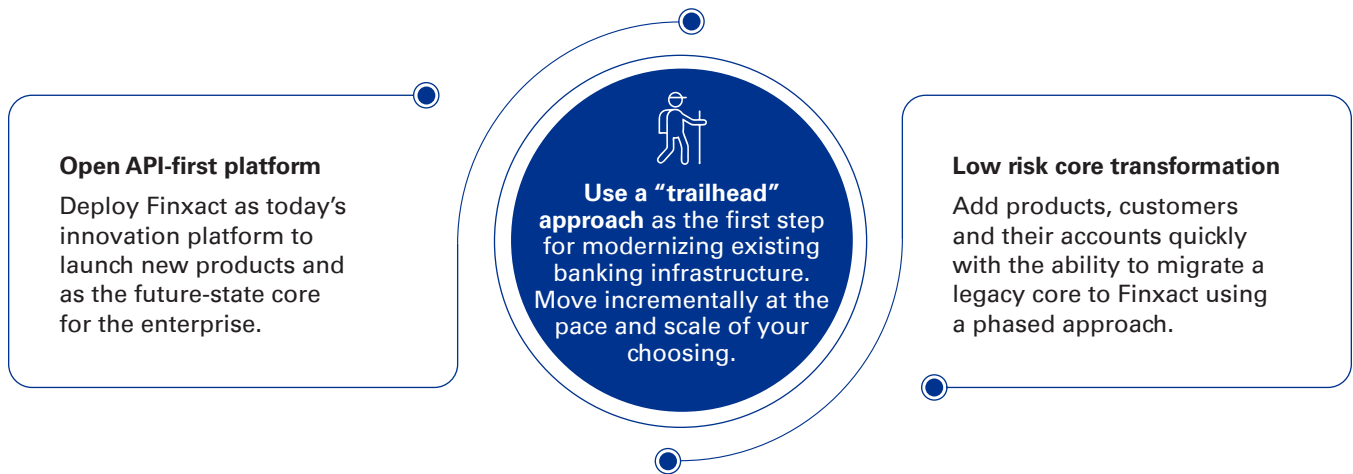 Open API-first platform
Deploy Finxact as today’s
innovation platform to
launch new products and
as the future-state core
for the enterprise.
Use a “trailhead”
approach as the first step
for modernizing existing
banking infrastructure.
Move incrementally at the
pace and scale of your
choosing.
Low risk core transformation
Add products, customers
and their accounts quickly
with the ability to migrate a
legacy core to Finxact using
a phased approach.